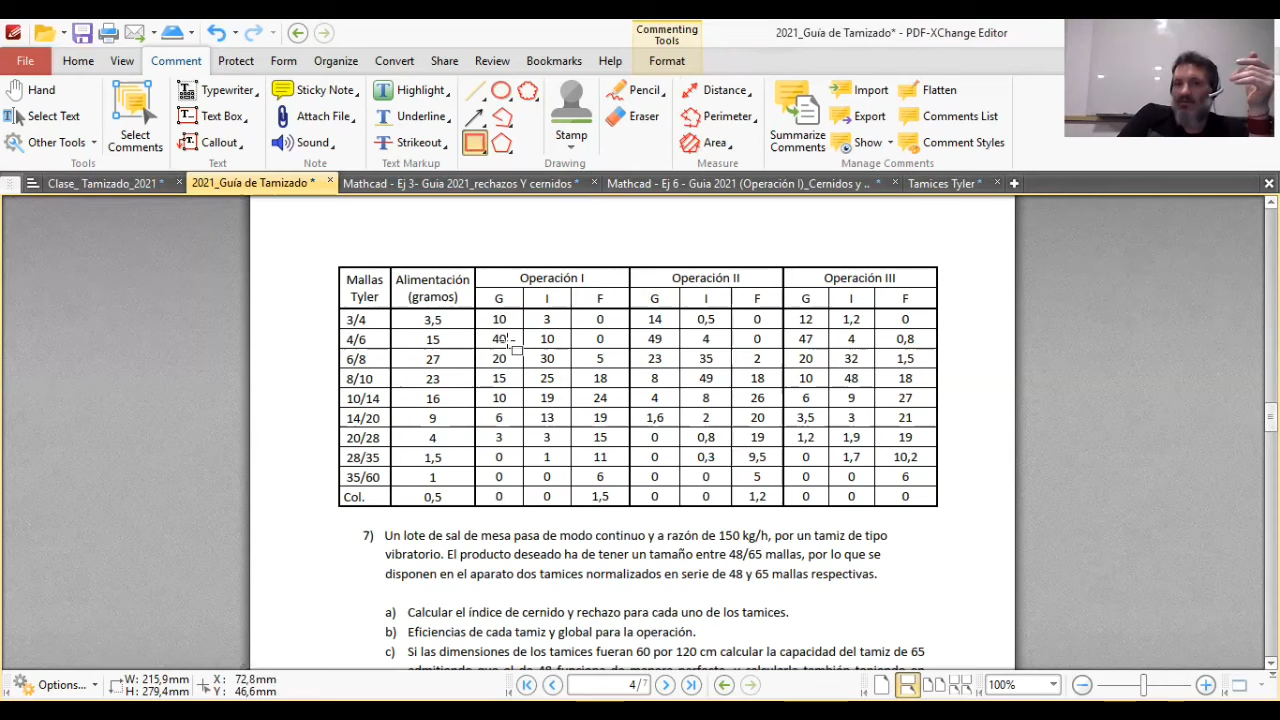 Commenting Tools
2021_Guía de Tamizado* - PDF-XChange Editor
File Home View Comment Protect Form Organize Convert Share Review Bookmarks Help Format
Hand
Select Text
Other Tools
Tools
Select Comments
Typewriter
Text Box
Callout
Text
Sticky Note
Attach File
Sound
Note
Highlight
Underline
Strikeout
Text Markup
Pencil
Eraser
Stamp
Drawing
Distance
Perimeter
Area
Measure
Summarize Comments
Import
Export
Show
Flatten
Comments List
Comment Styles
Manage Comments
Clase_ Tamizado_2021 *
2021_Guía de Tamizado *
Mathcad - Ej 3- Guia 2021_rechazos Y cernidos *
Mathcad - Ej 6 - Guia 2021 (Operación I)_Cernidos y .. *
Tamices Tyler *
Mallas Tyler Alimentación (gramos) Operación I Operación II Operación III
G I F G I F G I F
3/4 3,5 10 3 0 14 0,5 0 12 1,2 0
4/6 15 40 10 0 49 4 0 47 4 0,8
6/8 27 20 30 5 23 35 2 20 32 1,5
8/10 23 15 25 18 8 49 18 10 48 18
10/14 16 10 19 24 4 8 26 6 9 27
14/20 9 6 13 19 1,6 2 20 3,5 3 21
20/28 4 3 3 15 0 0,8 19 1,2 1,9 19
28/35 1,5 0 1 11 0 0,3 9,5 0 1,7 10,2
35/60 1 0 0 6 0 0 5 0 0 6
Col. 0,5 0 0 1,5 0 0 1,2 0 0 0
7) Un lote de sal de mesa pasa de modo continuo y a razón de 150 kg/h, por un tamiz de tipo
vibratorio. El producto deseado ha de tener un tamaño entre 48/65 mallas, por lo que se
disponen en el aparato dos tamices normalizados en serie de 48 y 65 mallas respectivas.
a) Calcular el índice de cernido y rechazo para cada uno de los tamices.
b) Eficiencias de cada tamiz y global para la operación.
c) Si las dimensiones de los tamices fueran 60 por 120 cm calcular la capacidad del tamiz de 65
admitiendo que el de 48 funciona de manera perfecta, y calcularla también teniendo en
Options...
W: 215,9mm
H: 279,4mm
X: 72,8mm
Y: 46,6mm
4/7
100%